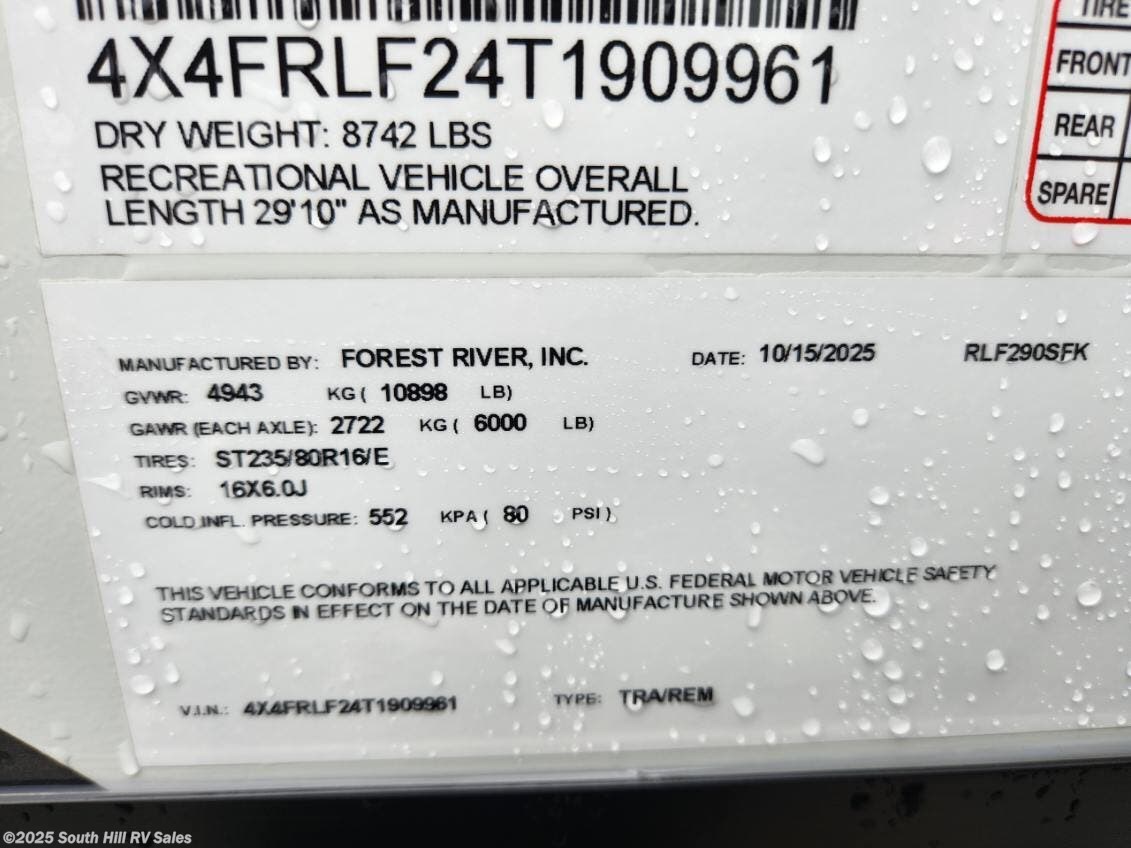 4X4FRLF24T1909961
DRY WEIGHT: 8742 LBS
RECREATIONAL VEHICLE OVERALL
LENGTH 29'10" AS MANUFACTURED.
TIRE
FRONT
REAR
SPARE
MANUFACTURED BY: FOREST RIVER, INC. DATE: 10/15/2025 RLF290SFK
GVWR: 4943 KG ( 10898 LB)
GAWR (EACH AXLE): 2722 KG ( 6000 LB)
TIRES: ST235/80R16/E
RIMS: 16X6.0J
COLD INFL. PRESSURE: 552 KPA ( 80 PSI )
THIS VEHICLE CONFORMS TO ALL APPLICABLE U.S. FEDERAL MOTOR VEHICLE SAFETY
STANDARDS IN EFFECT ON THE DATE OF MANUFACTURE SHOWN ABOVE.
V.I.N.: 4X4FRLF24T1909961 TYPE: TRA/REM
©2025 South Hill RV Sales